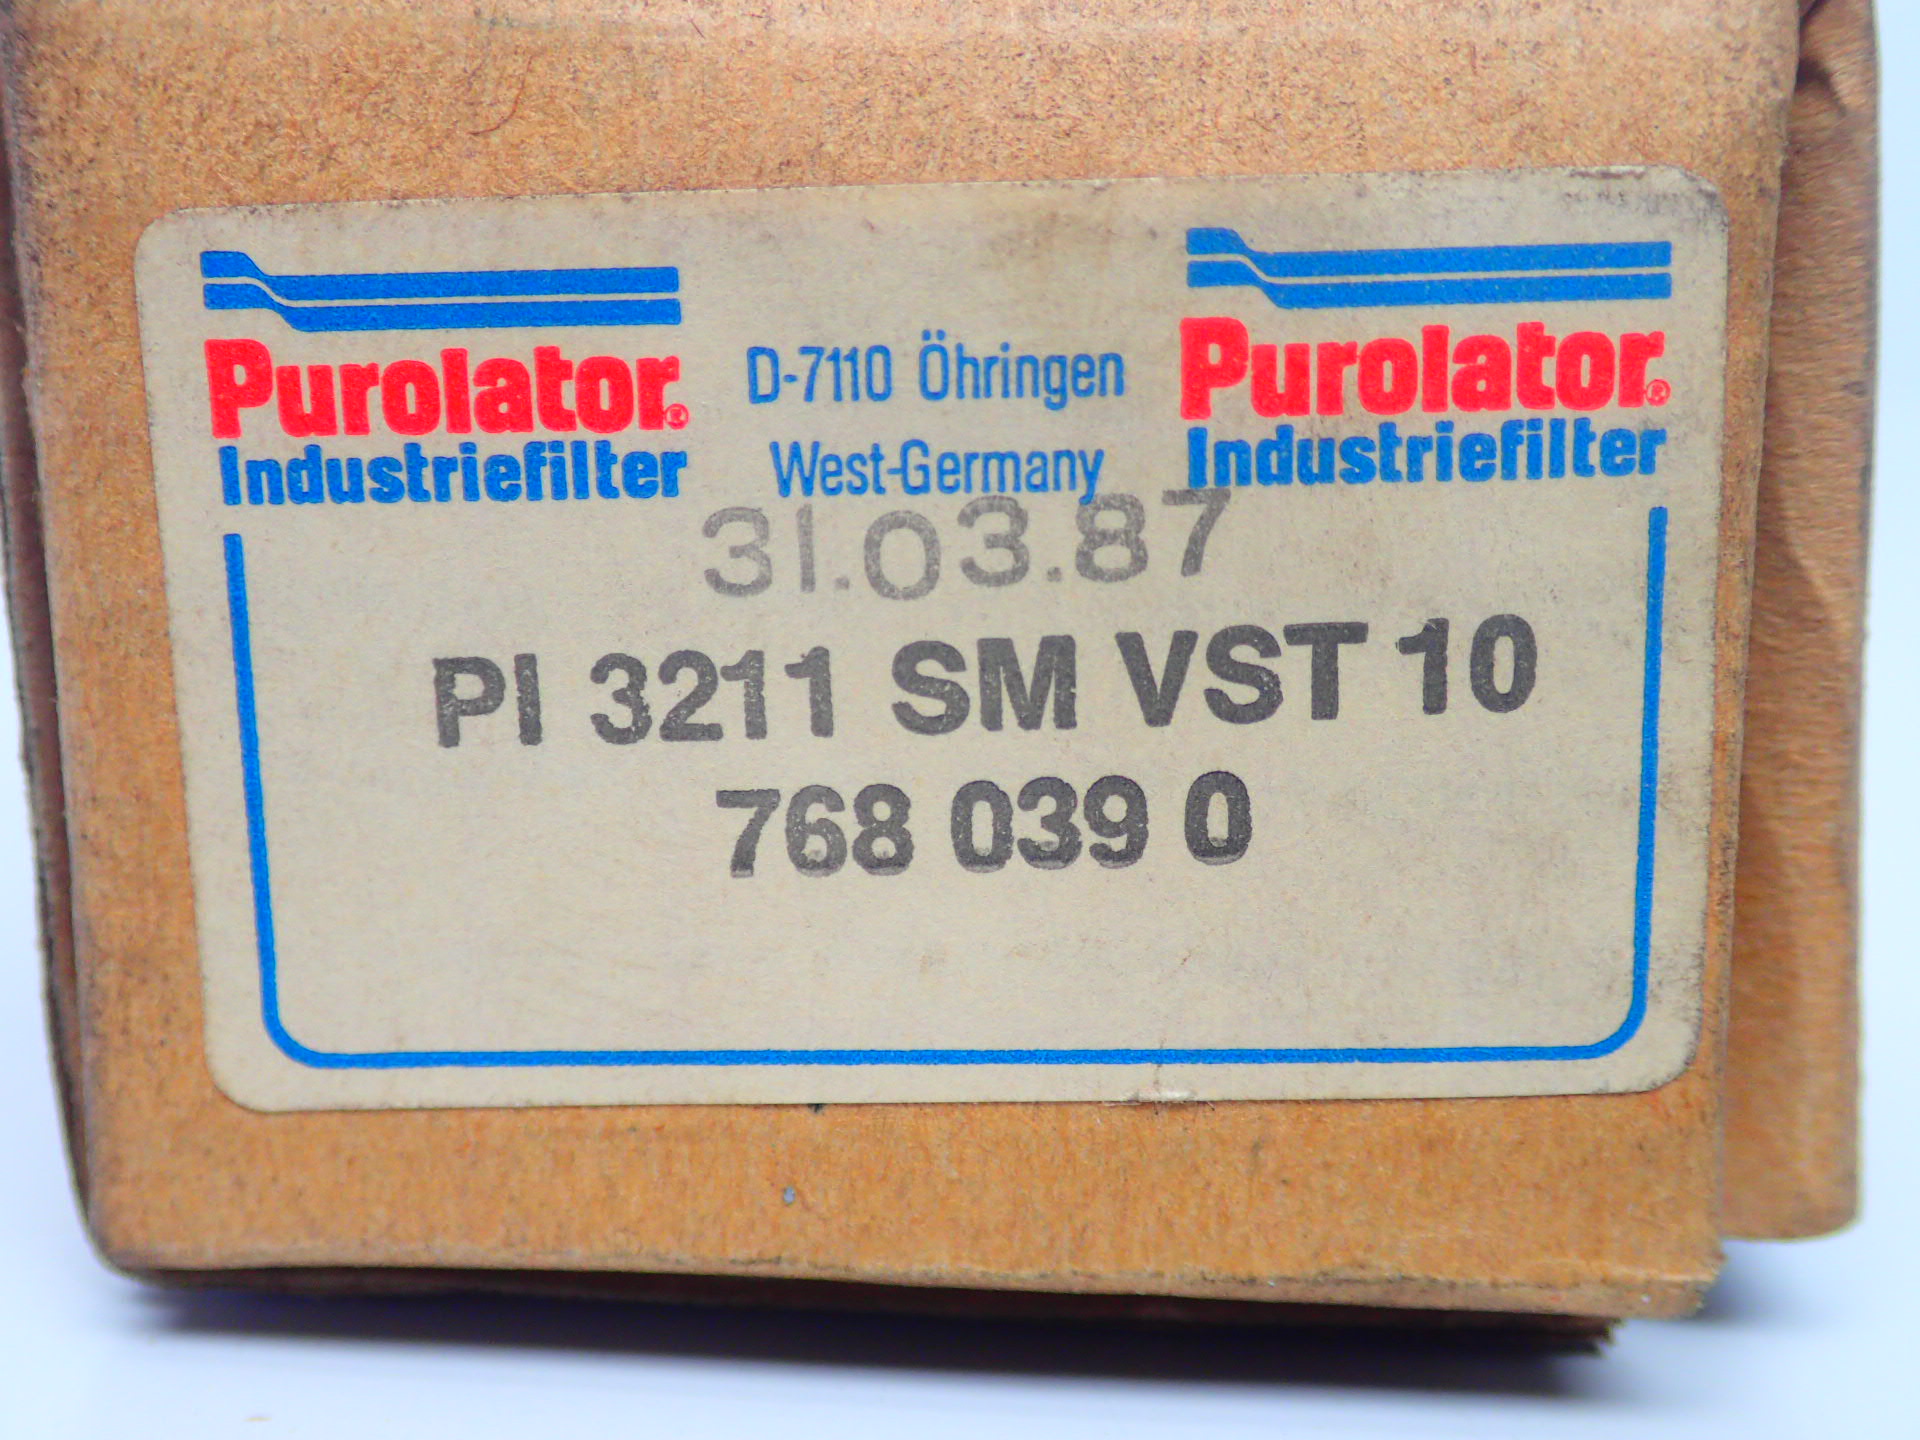 Purolator® D-7110 Öhringen Purolator®
Industriefilter West-Germany Industriefilter
31.03.87
PI 3211 SM VST 10
768 039 0